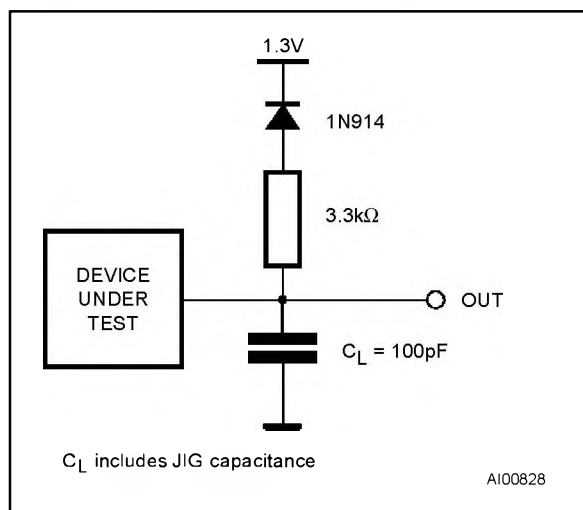 1.3V
1N914
3.3kΩ
DEVICE
UNDER
TEST
OUT
CL = 100pF
CL includes JIG capacitance
AI00828